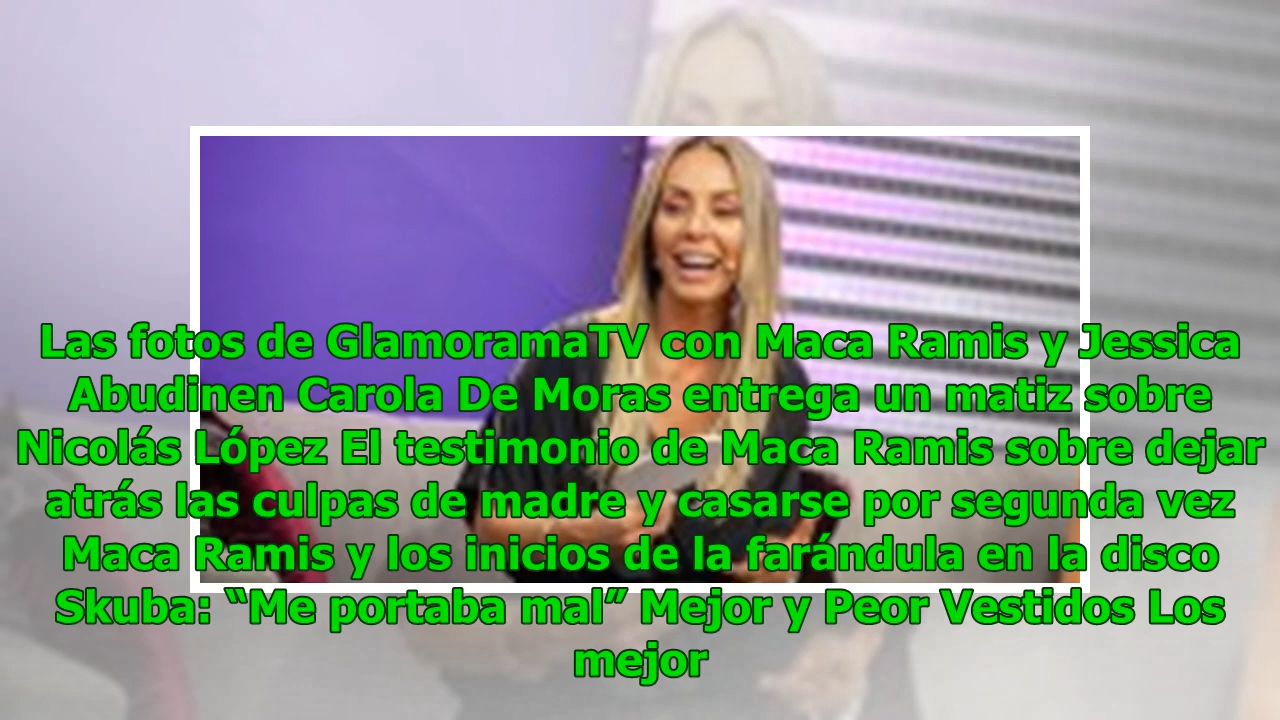 Las fotos de GlamoramaTV con Maca Ramis y Jessica
Abudinen Carola De Moras entrega un matiz sobre
Nicolás López El testimonio de Maca Ramis sobre dejar
atrás las culpas de madre y casarse por segunda vez
Maca Ramis y los inicios de la farándula en la disco
Skuba: “Me portaba mal” Mejor y Peor Vestidos Los
mejor